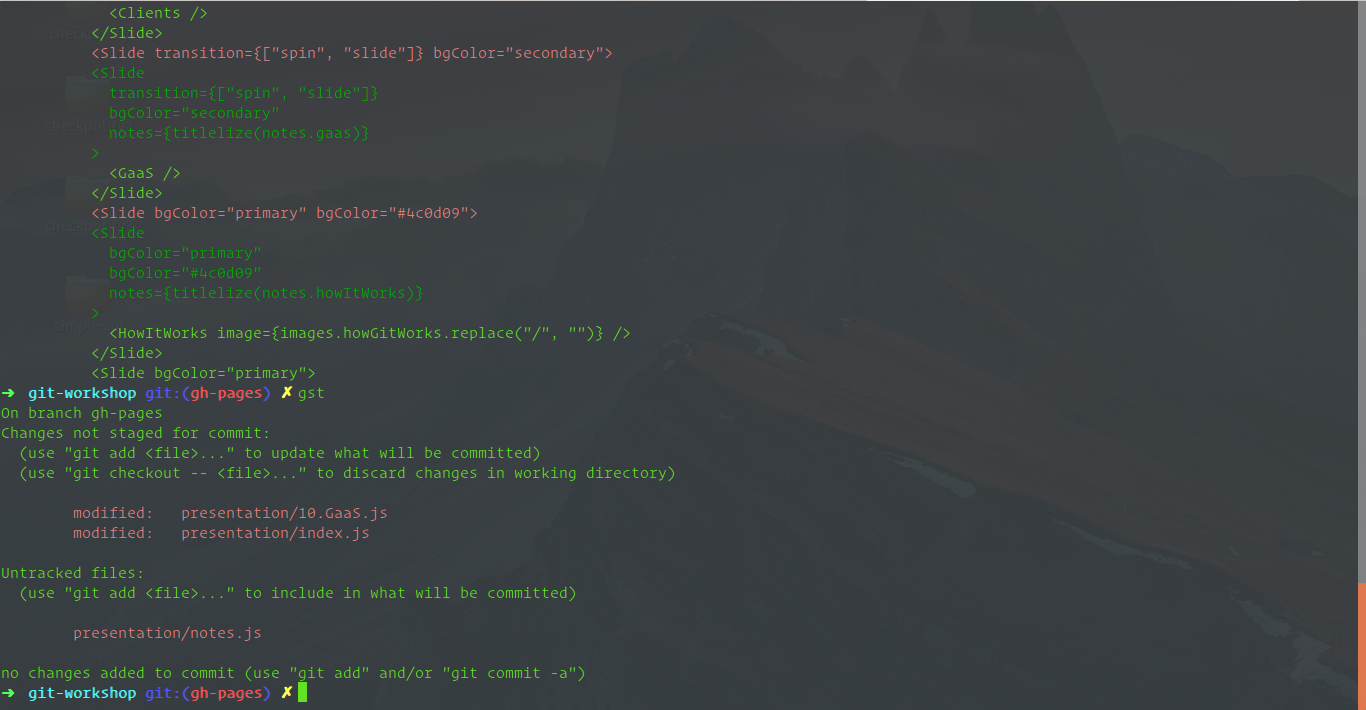 <Clients />
</Slide>
<Slide transition={["spin", "slide"]} bgColor="secondary">
<Slide
transition={["spin", "slide"]}
bgColor="secondary"
notes={titlelize(notes.gaas)}
>
<GaaS />
</Slide>
<Slide bgColor="primary" bgColor="#4c0d09">
<Slide
bgColor="primary"
bgColor="#4c0d09"
notes={titlelize(notes.howItWorks)}
>
<HowItWorks image={images.howGitWorks.replace("/", "")} />
</Slide>
<Slide bgColor="primary">
➜ git-workshop git:(gh-pages) ✗ gst
On branch gh-pages
Changes not staged for commit:
(use "git add <file>..." to update what will be committed)
(use "git checkout -- <file>..." to discard changes in working directory)
modified: presentation/10.GaaS.js
modified: presentation/index.js
Untracked files:
(use "git add <file>..." to include in what will be committed)
presentation/notes.js
no changes added to commit (use "git add" and/or "git commit -a")
➜ git-workshop git:(gh-pages) ✗